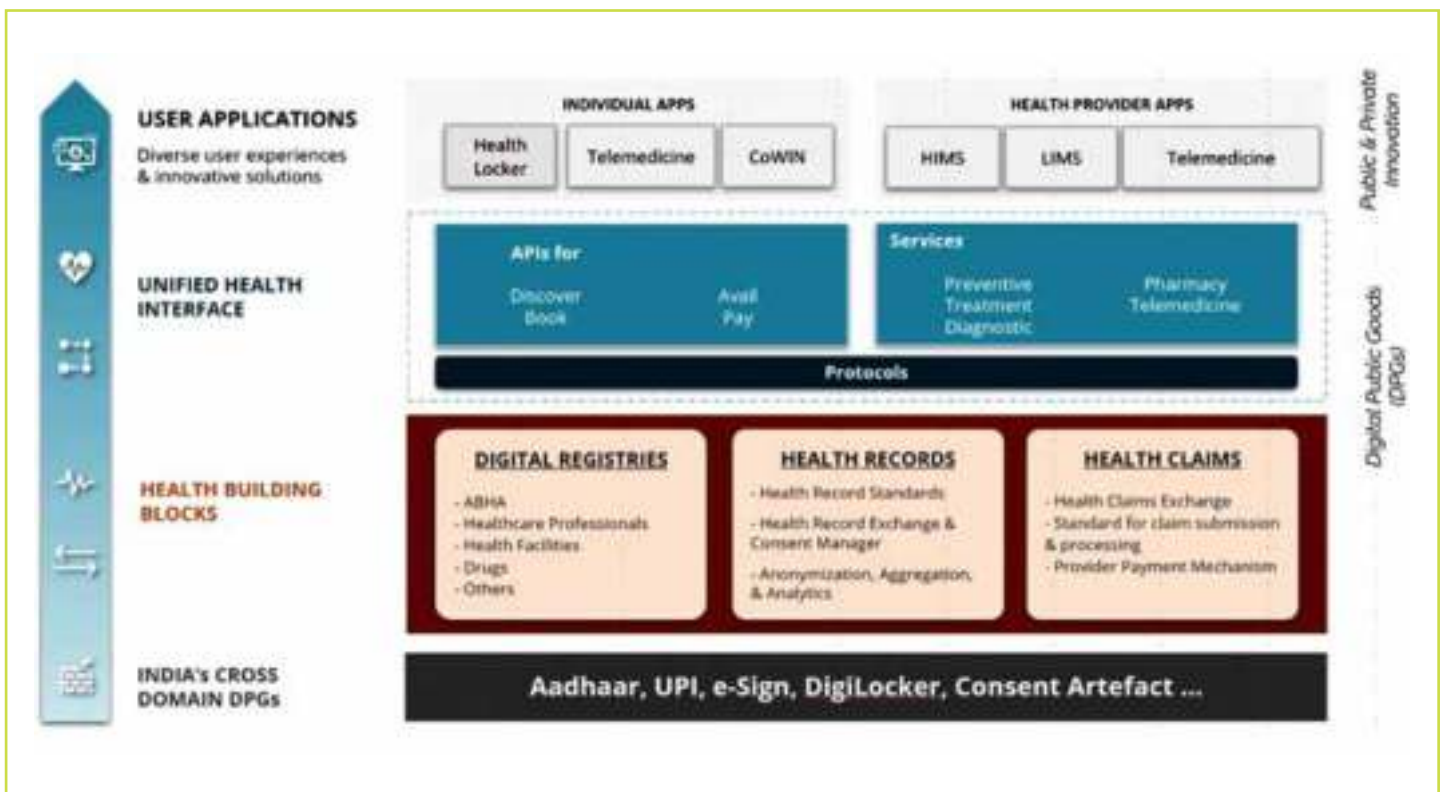 USER APPLICATIONS
Diverse user experiences
& innovative solutions
INDIVIDUAL APPS
Health
Locker
Telemedicine
CoWIN
HEALTH PROVIDER APPS
HIMS
LIMS
Telemedicine
Public & Private
Innovation
UNIFIED HEALTH
INTERFACE
APIs for
Discover
Book
Avail
Pay
Services
Preventive
Treatment
Diagnostic
Pharmacy
Telemedicine
Protocols
Digital Public Goods
(DPGs)
HEALTH BUILDING
BLOCKS
DIGITAL REGISTRIES
- ABHA
- Healthcare Professionals
- Health Facilities
- Drugs
- Others
HEALTH RECORDS
- Health Record Standards
- Health Record Exchange &
Consent Manager
- Anonymization, Aggregation,
& Analytics
HEALTH CLAIMS
- Health Claims Exchange
- Standard for claim submission
& processing
- Provider Payment Mechanism
INDIA's CROSS
DOMAIN DPGs
Aadhaar, UPI, e-Sign, DigiLocker, Consent Artefact ...